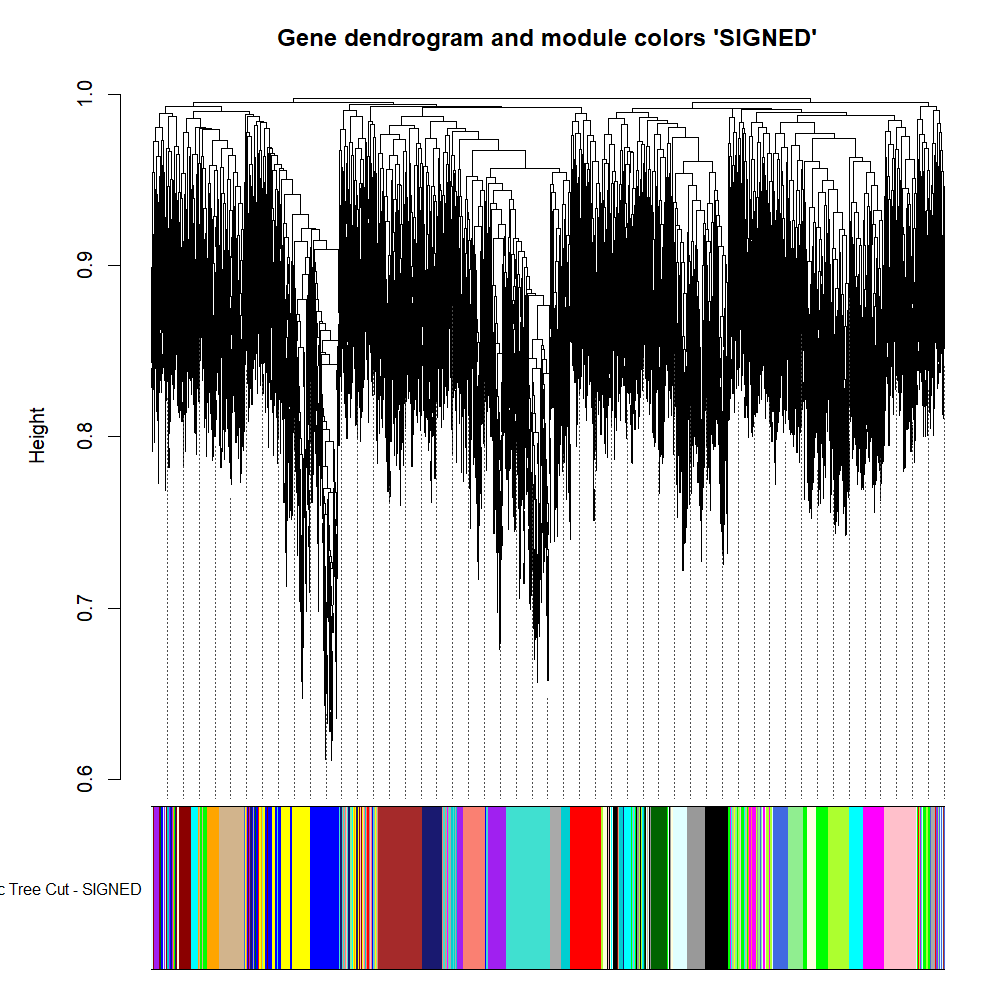 Gene dendrogram and module colors 'SIGNED'
1.0
0.9
0.8
0.7
0.6
Height
c Tree Cut - SIGNED